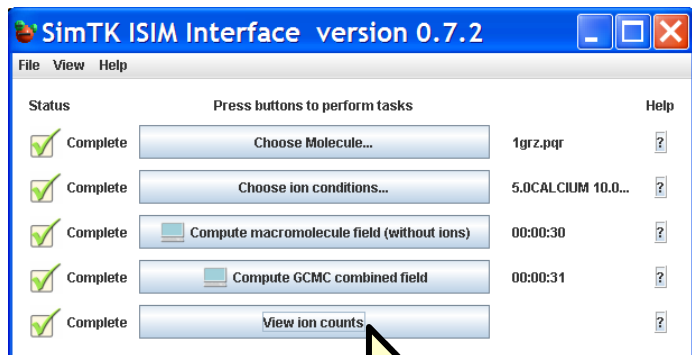 SimTK ISIM Interface version 0.7.2
File View Help
Status Press buttons to perform tasks Help
Complete Choose Molecule... 1grz.pqr ?
Complete Choose ion conditions... 5.0CALCIUM 10.0... ?
Complete Compute macromolecule field (without ions) 00:00:30 ?
Complete Compute GCMC combined field 00:00:31 ?
Complete View ion counts ?